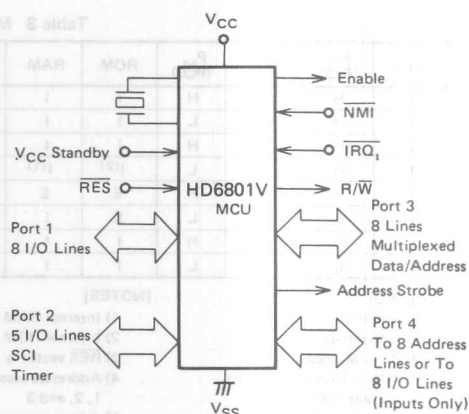 VCC
Enable
NMI
VCC Standby
IRQ1
RES
HD6801V
MCU
R/W
Port 1
8 I/O Lines
Port 3
8 Lines
Multiplexed
Data/Address
Address Strobe
Port 2
5 I/O Lines
SCI
Timer
Port 4
To 8 Address
Lines or To
8 I/O Lines
(Inputs Only)
VSS